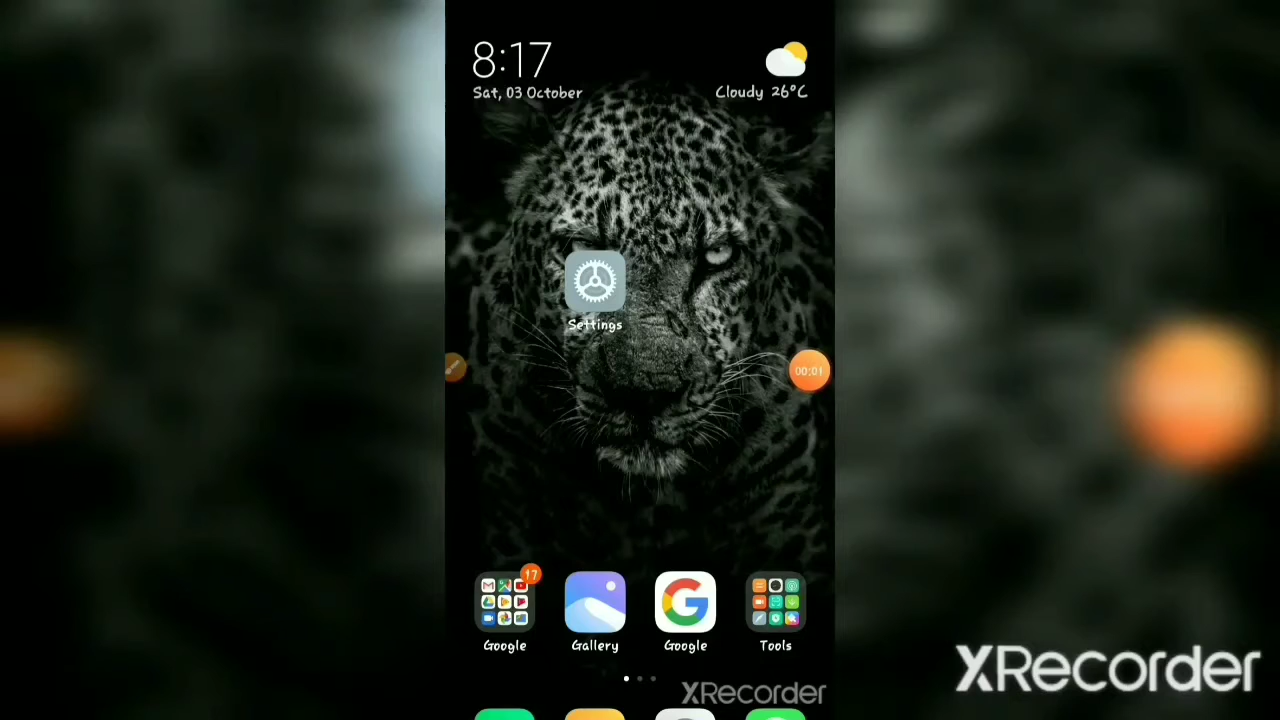 8:17
Sat, 03 October
Cloudy 26°C
Settings
00:01
17
Google
Gallery
Google
Tools
XRecorder
XRecorder